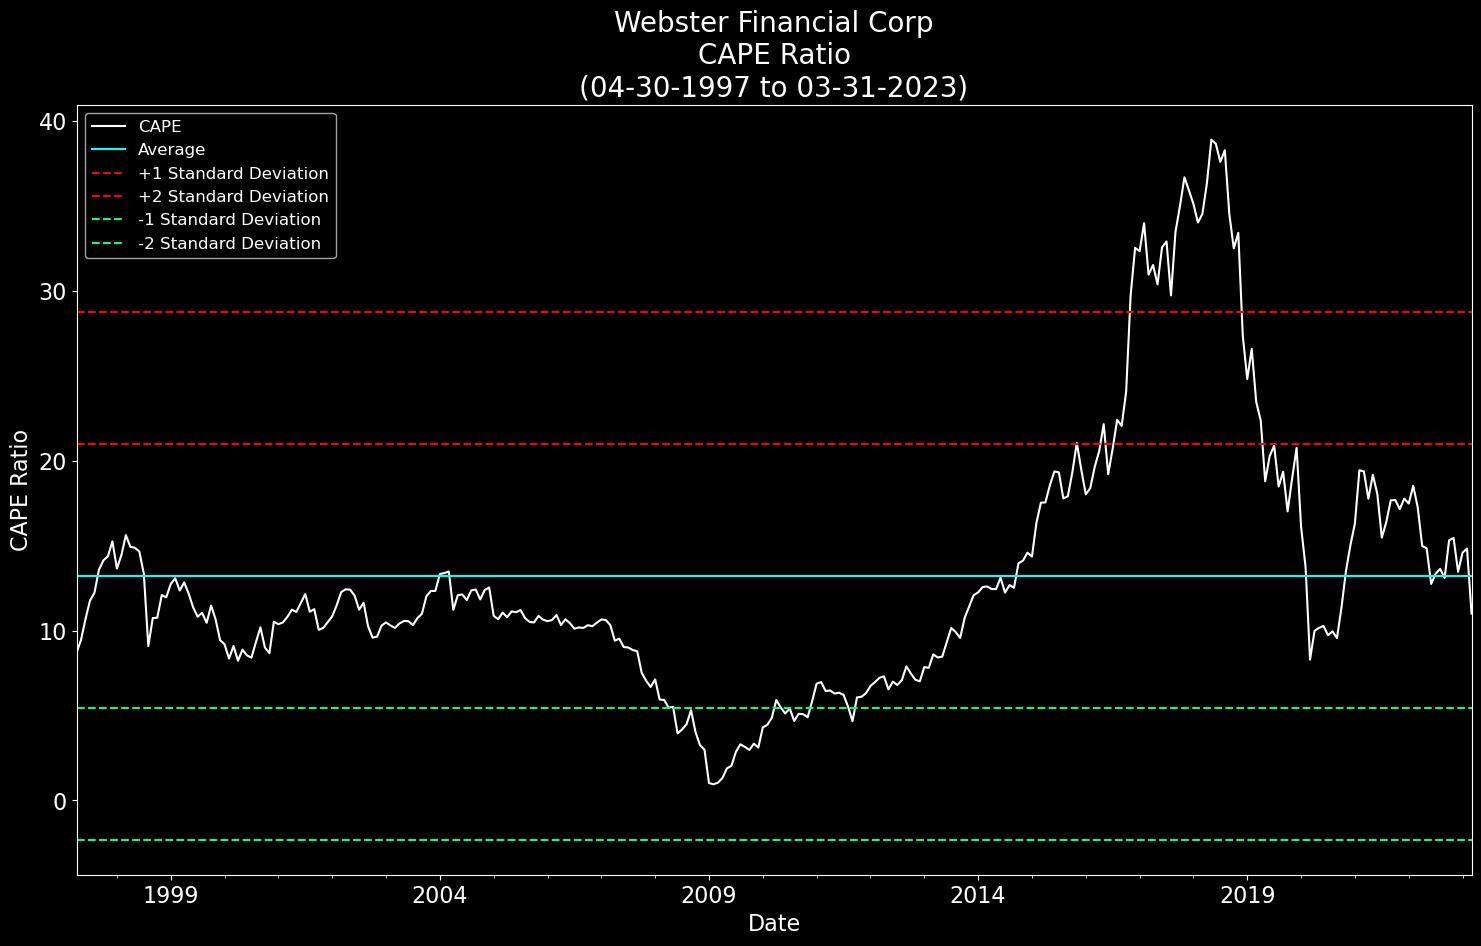 Webster Financial Corp
CAPE Ratio
(04-30-1997 to 03-31-2023)
CAPE
Average
+1 Standard Deviation
+2 Standard Deviation
-1 Standard Deviation
-2 Standard Deviation
CAPE Ratio
40
30
20
10
0
1999 2004 2009 2014 2019
Date